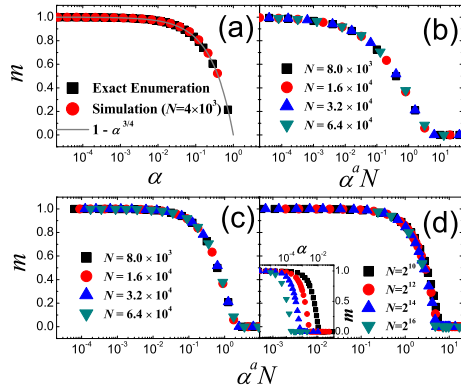 1.0
0.8
0.6
0.4
0.2
0.0
m
(a)
Exact Enumeration
Simulation (N=4×10³)
1 - α^3/4
10⁻⁴ 10⁻³ 10⁻² 10⁻¹ 10⁰
α
(b)
N = 8.0 × 10³
N = 1.6 × 10⁴
N = 3.2 × 10⁴
N = 6.4 × 10⁴
10⁻³ 10⁻² 10⁻¹ 10⁰ 10¹
α^a N
1.0
0.8
0.6
0.4
0.2
0.0
m
(c)
N = 8.0 × 10³
N = 1.6 × 10⁴
N = 3.2 × 10⁴
N = 6.4 × 10⁴
10⁻⁴ 10⁻³ 10⁻² 10⁻¹ 10⁰
α^a N
(d)
N=2¹⁰
N=2¹²
N=2¹⁴
N=2¹⁶
α
10⁻⁴ 10⁻²
1.0
0.5
0.0
m
10⁻³ 10⁻² 10⁻¹ 10⁰ 10¹
α^a N